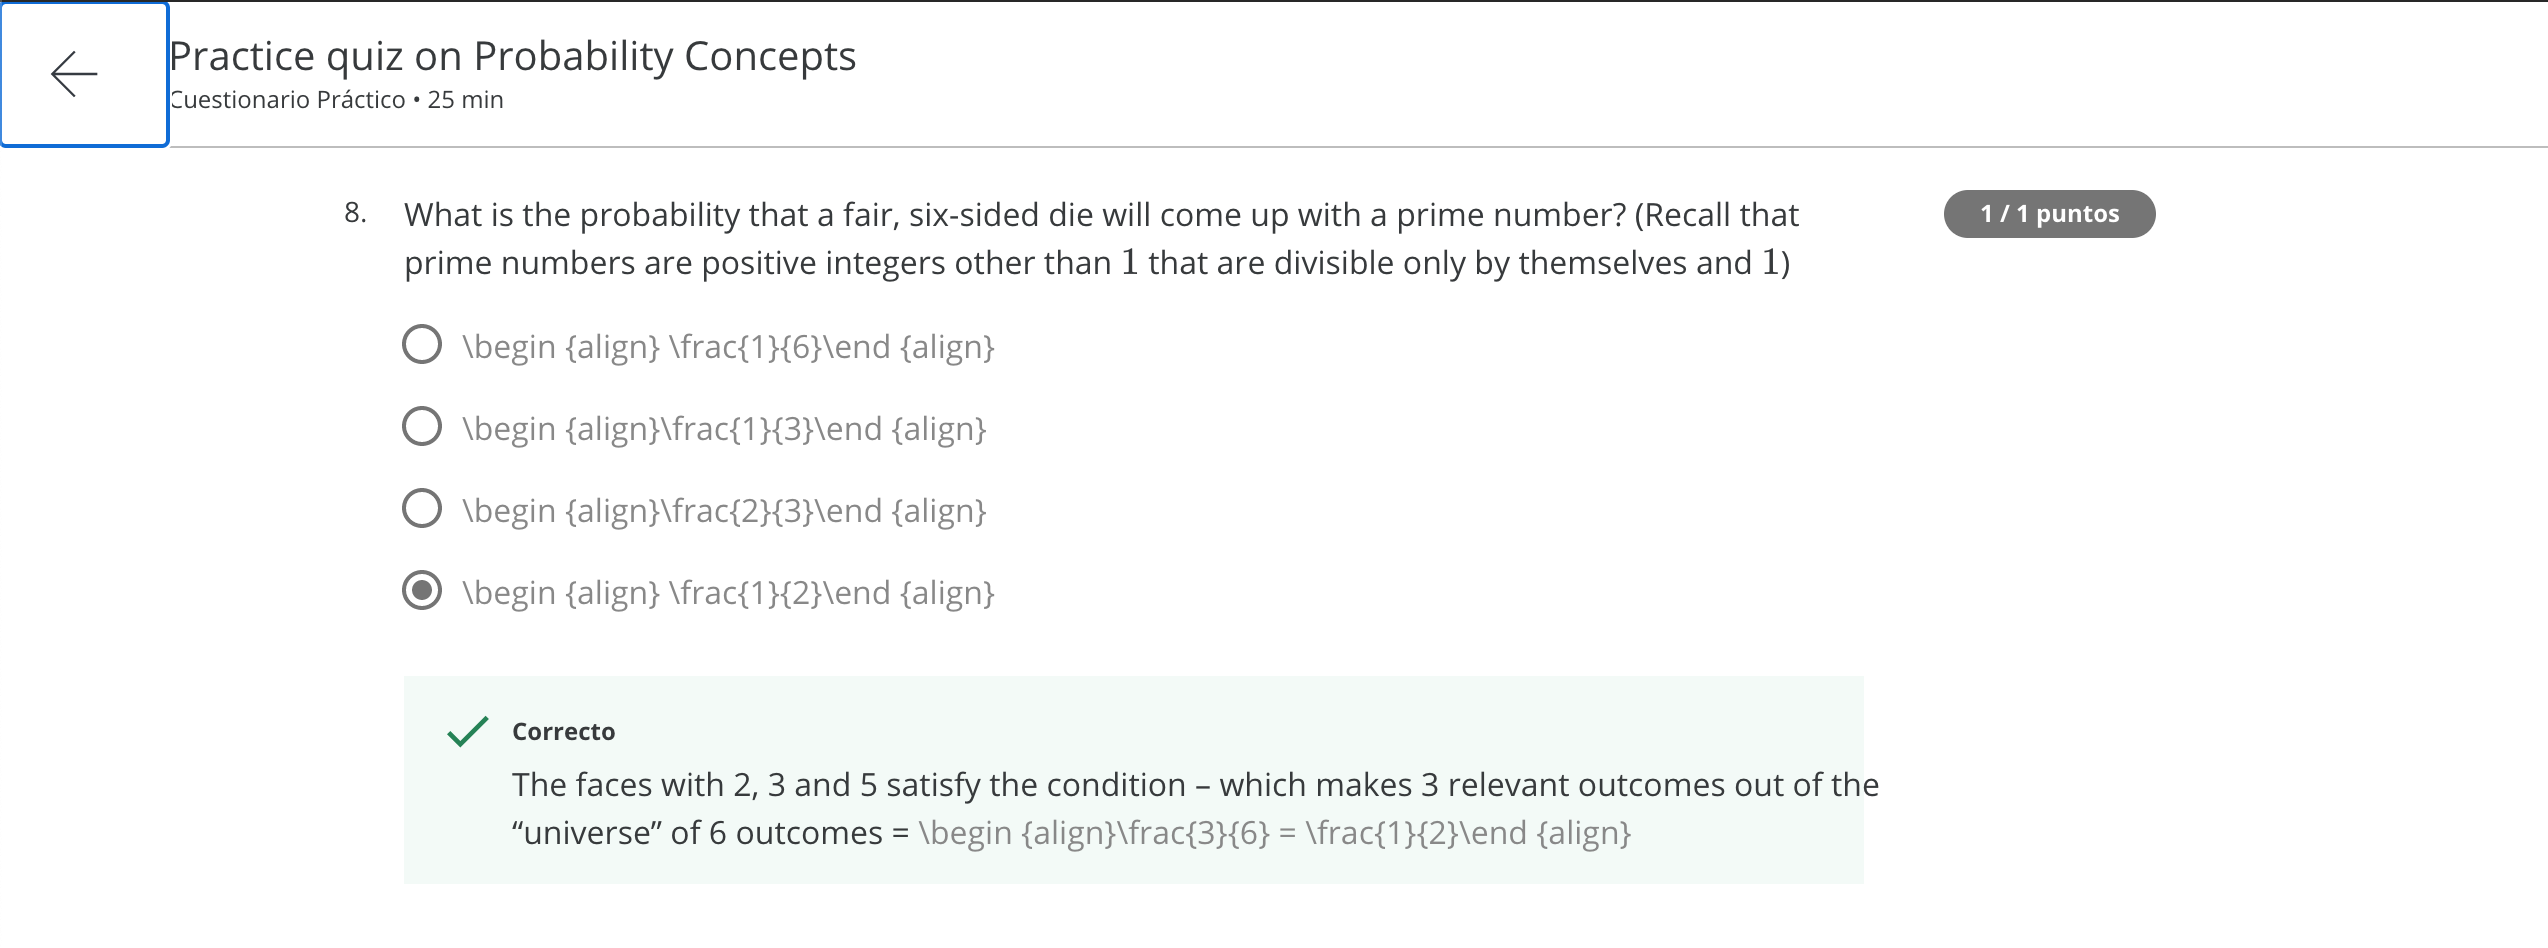 Practice quiz on Probability Concepts
Cuestionario Práctico • 25 min
8. What is the probability that a fair, six-sided die will come up with a prime number? (Recall that
1 / 1 puntos
prime numbers are positive integers other than 1 that are divisible only by themselves and 1)
\begin {align} \frac{1}{6}\end {align}
\begin {align}\frac{1}{3}\end {align}
\begin {align}\frac{2}{3}\end {align}
\begin {align} \frac{1}{2}\end {align}
Correcto
The faces with 2, 3 and 5 satisfy the condition – which makes 3 relevant outcomes out of the
“universe” of 6 outcomes = \begin {align}\frac{3}{6} = \frac{1}{2}\end {align}